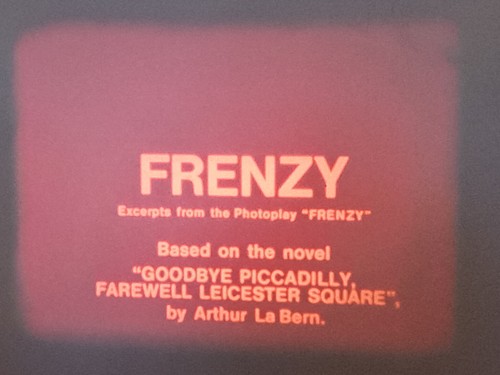 FRENZY
Excerpts from the Photoplay "FRENZY"
Based on the novel
"GOODBYE PICCADILLY,
FAREWELL LEICESTER SQUARE",
by Arthur La Bern.